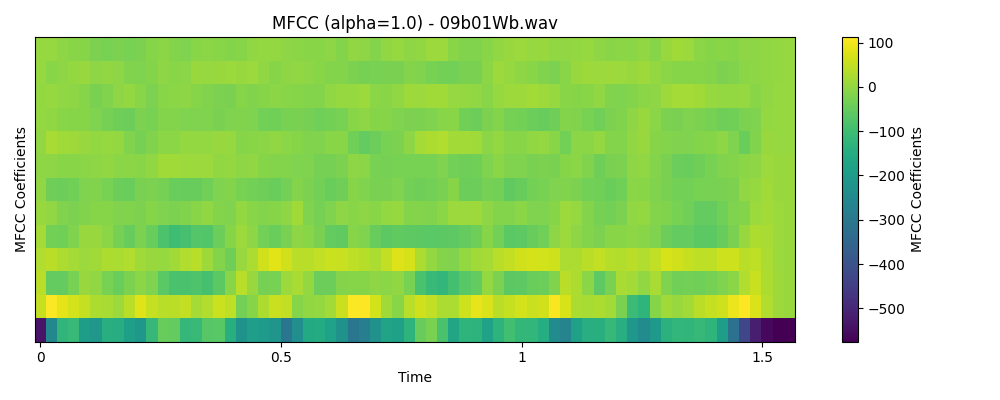 MFCC (alpha=1.0) - 09b01Wb.wav
MFCC Coefficients
0
0.5
1
1.5
Time
100
0
−100
−200
−300
−400
−500
MFCC Coefficients